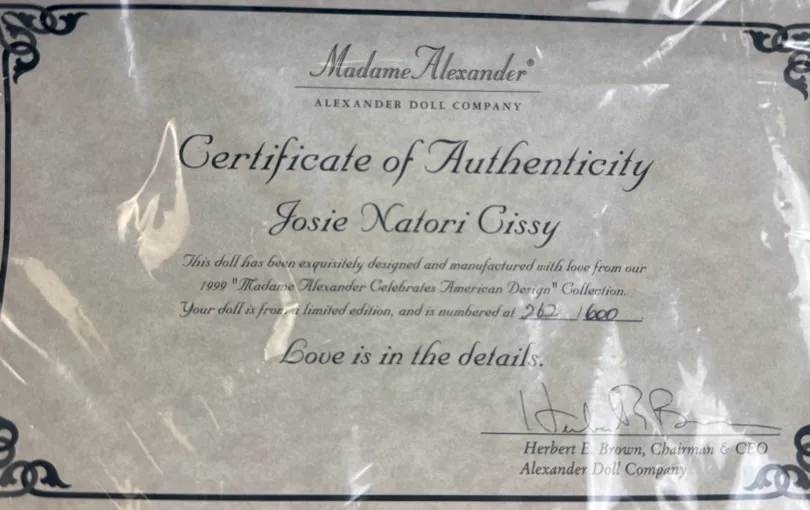 Madame Alexander®
ALEXANDER DOLL COMPANY
Certificate of Authenticity
Josie Natori Cissy
This doll has been exquisitely designed and manufactured with love from our
1999 "Madame Alexander Celebrates American Design" Collection.
Your doll is from a limited edition, and is numbered at 262 / 600
Love is in the details.
Herbert E. Brown, Chairman & CEO
Alexander Doll Company